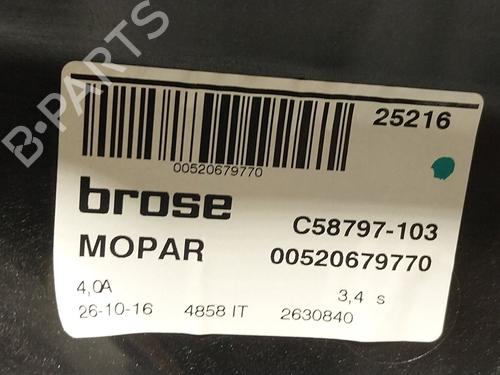 B-PARTS
25216
00520679770
brose
C58797-103
MOPAR
00520679770
4,0A
3,4 s
26-10-16 4858 IT 2630840